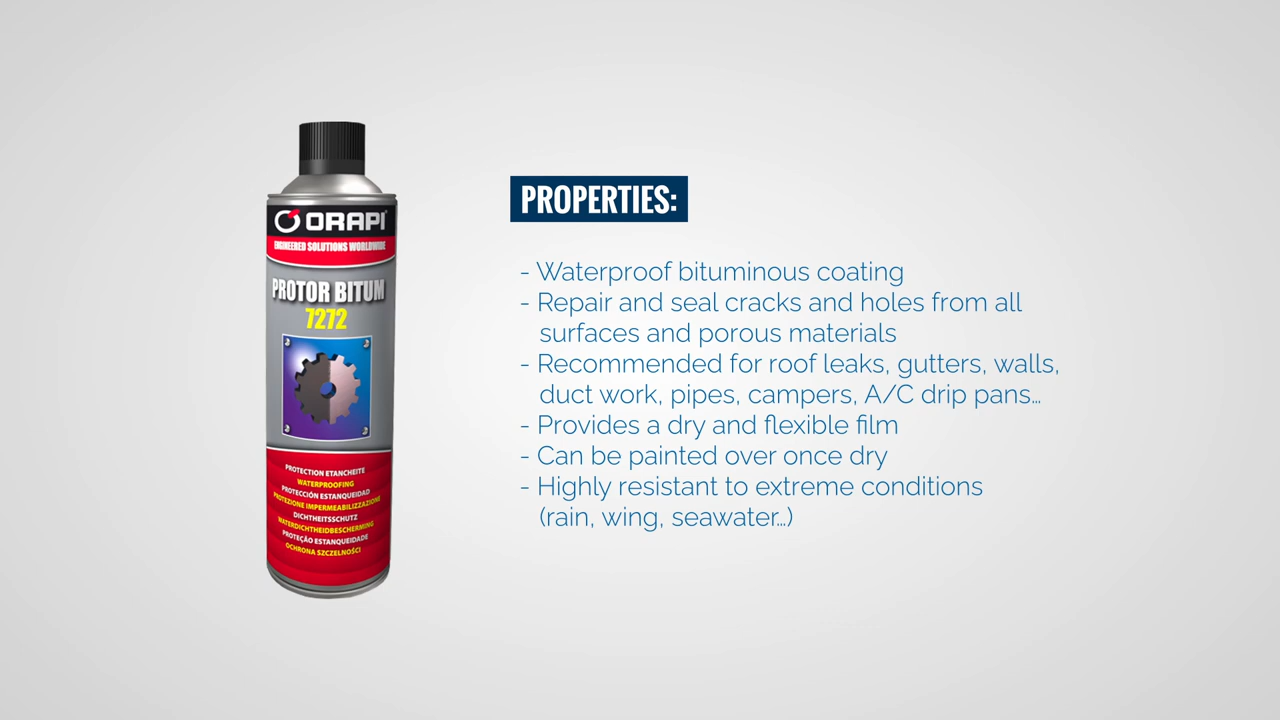 ORAPI
ENGINEERED SOLUTIONS WORLDWIDE
PROTOR BITUM
7272
PROTECTION ETANCHEITE
WATERPROOFING
PROTECCIÓN ESTANQUEIDAD
PROTEZIONE IMPERMEABILIZZAZIONE
DICHTHEITSSCHUTZ
WATERDICHTHEIDBESCHERMING
PROTEÇÃO ESTANQUEIDADE
OCHRONA SZCZELNOŚCI
PROPERTIES:
- Waterproof bituminous coating
- Repair and seal cracks and holes from all
surfaces and porous materials
- Recommended for roof leaks, gutters, walls,
duct work, pipes, campers, A/C drip pans...
- Provides a dry and flexible film
- Can be painted over once dry
- Highly resistant to extreme conditions
(rain, wing, seawater...)